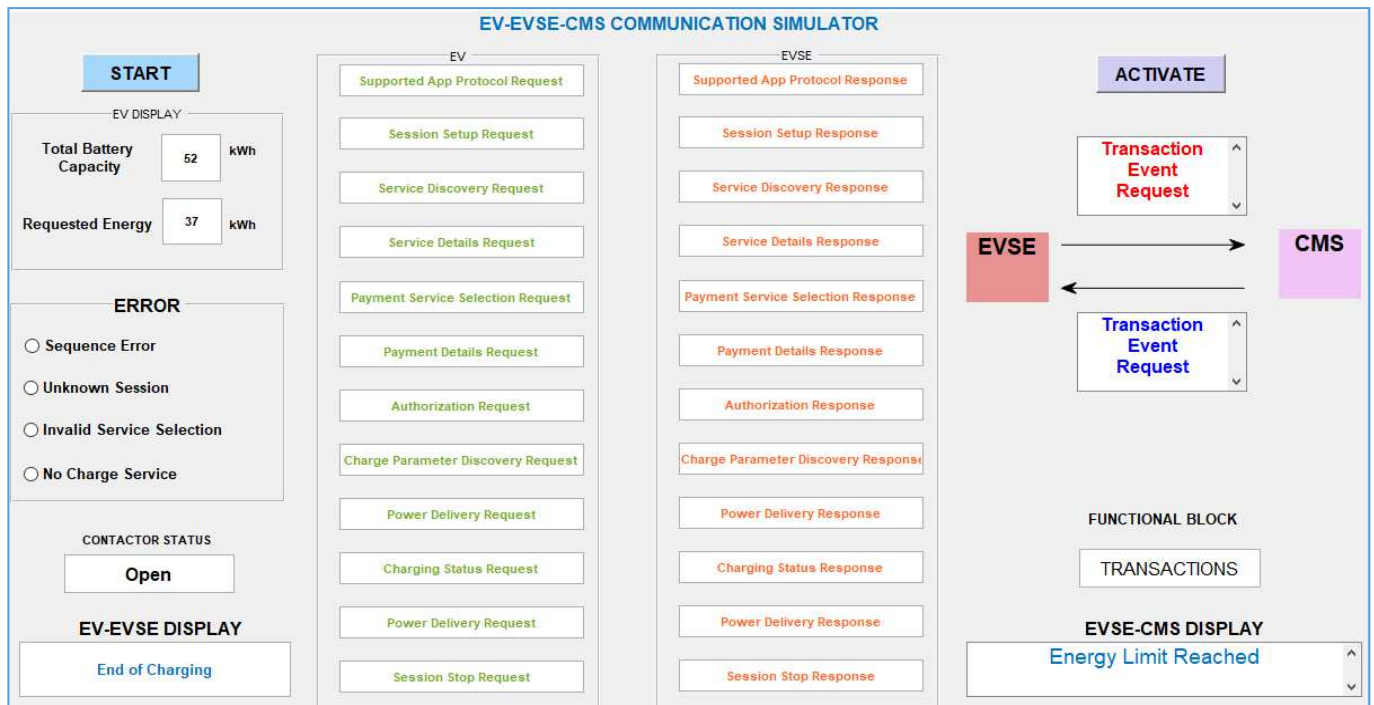 EV-EVSE-CMS COMMUNICATION SIMULATOR
START
EV DISPLAY
Total Battery
Capacity
52
kWh
Requested Energy
37
kWh
ERROR
Sequence Error
Unknown Session
Invalid Service Selection
No Charge Service
CONTACTOR STATUS
Open
EV-EVSE DISPLAY
End of Charging
EV
Supported App Protocol Request
Session Setup Request
Service Discovery Request
Service Details Request
Payment Service Selection Request
Payment Details Request
Authorization Request
Charge Parameter Discovery Request
Power Delivery Request
Charging Status Request
Power Delivery Request
Session Stop Request
EVSE
Supported App Protocol Response
Session Setup Response
Service Discovery Response
Service Details Response
Payment Service Selection Response
Payment Details Response
Authorization Response
Charge Parameter Discovery Response
Power Delivery Response
Charging Status Response
Power Delivery Response
Session Stop Response
ACTIVATE
Transaction
Event
Request
EVSE
CMS
Transaction
Event
Request
FUNCTIONAL BLOCK
TRANSACTIONS
EVSE-CMS DISPLAY
Energy Limit Reached